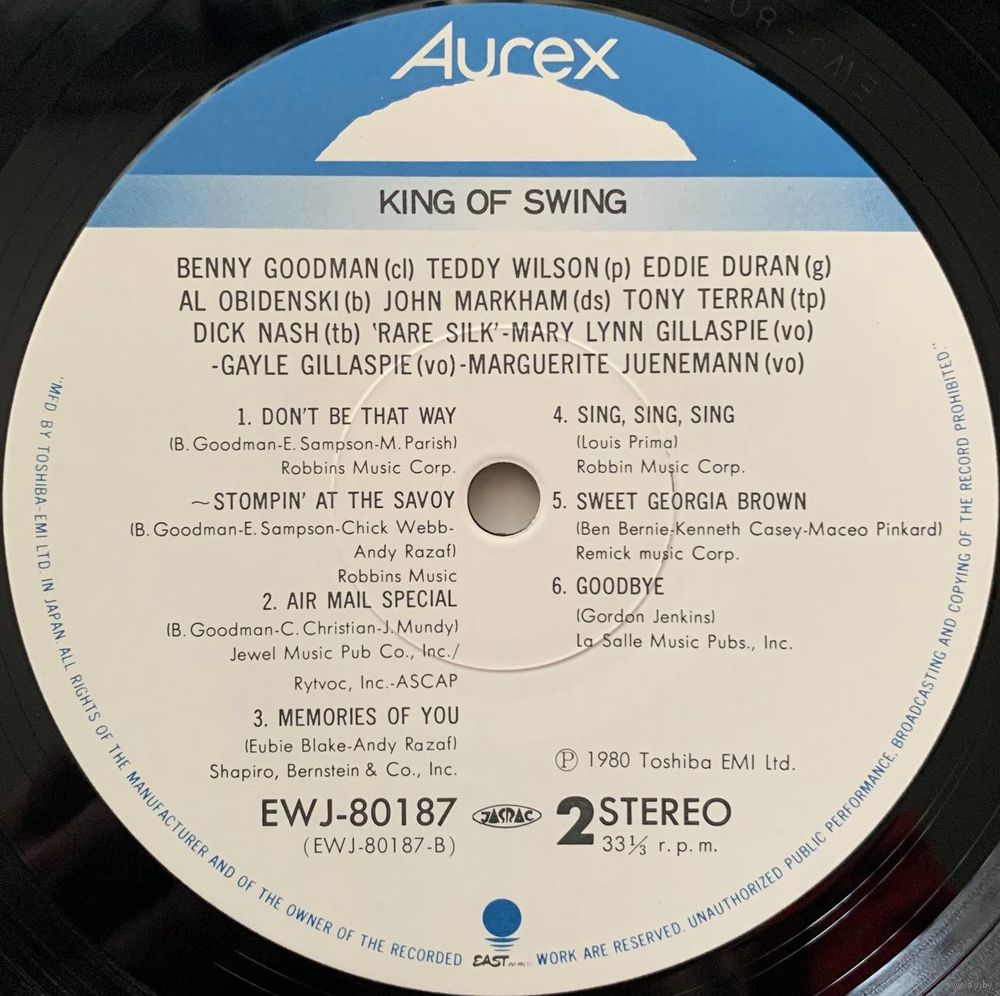 Aurex
KING OF SWING
BENNY GOODMAN (cl) TEDDY WILSON (p) EDDIE DURAN (g)
AL OBIDENSKI (b) JOHN MARKHAM (ds) TONY TERRAN (tp)
DICK NASH (tb) 'RARE SILK'-MARY LYNN GILLASPIE (vo)
-GAYLE GILLASPIE (vo)-MARGUERITE JUENEMANN (vo)
1. DON'T BE THAT WAY
(B. Goodman-E. Sampson-M. Parish)
Robbins Music Corp.
~STOMPIN' AT THE SAVOY
(B. Goodman-E. Sampson-Chick Webb-
Andy Razaf)
Robbins Music
2. AIR MAIL SPECIAL
(B. Goodman-C. Christian-J. Mundy)
Jewel Music Pub Co., Inc./
Rytvoc, Inc.-ASCAP
3. MEMORIES OF YOU
(Eubie Blake-Andy Razaf)
Shapiro, Bernstein & Co., Inc.
4. SING, SING, SING
(Louis Prima)
Robbin Music Corp.
5. SWEET GEORGIA BROWN
(Ben Bernie-Kenneth Casey-Maceo Pinkard)
Remick music Corp.
6. GOODBYE
(Gordon Jenkins)
La Salle Music Pubs., Inc.
Ⓟ 1980 Toshiba EMI Ltd.
EWJ-80187
(EWJ-80187-B)
JASRAC
2 STEREO
33⅓ r.p.m.
"MFD. BY TOSHIBA-EMI LTD. IN JAPAN. ALL RIGHTS OF THE MANUFACTURER AND OF THE OWNER OF THE RECORDED WORK ARE RESERVED. UNAUTHORIZED PUBLIC PERFORMANCE, BROADCASTING AND COPYING OF THE RECORD PROHIBITED."
EAST
www.ay.by